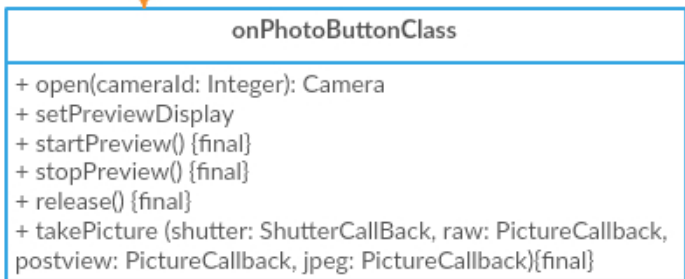 onPhotoButtonClass
+ open(cameraId: Integer): Camera
+ setPreviewDisplay
+ startPreview() {final}
+ stopPreview() {final}
+ release() {final}
+ takePicture (shutter: ShutterCallBack, raw: PictureCallback,
postview: PictureCallback, jpeg: PictureCallback){final}